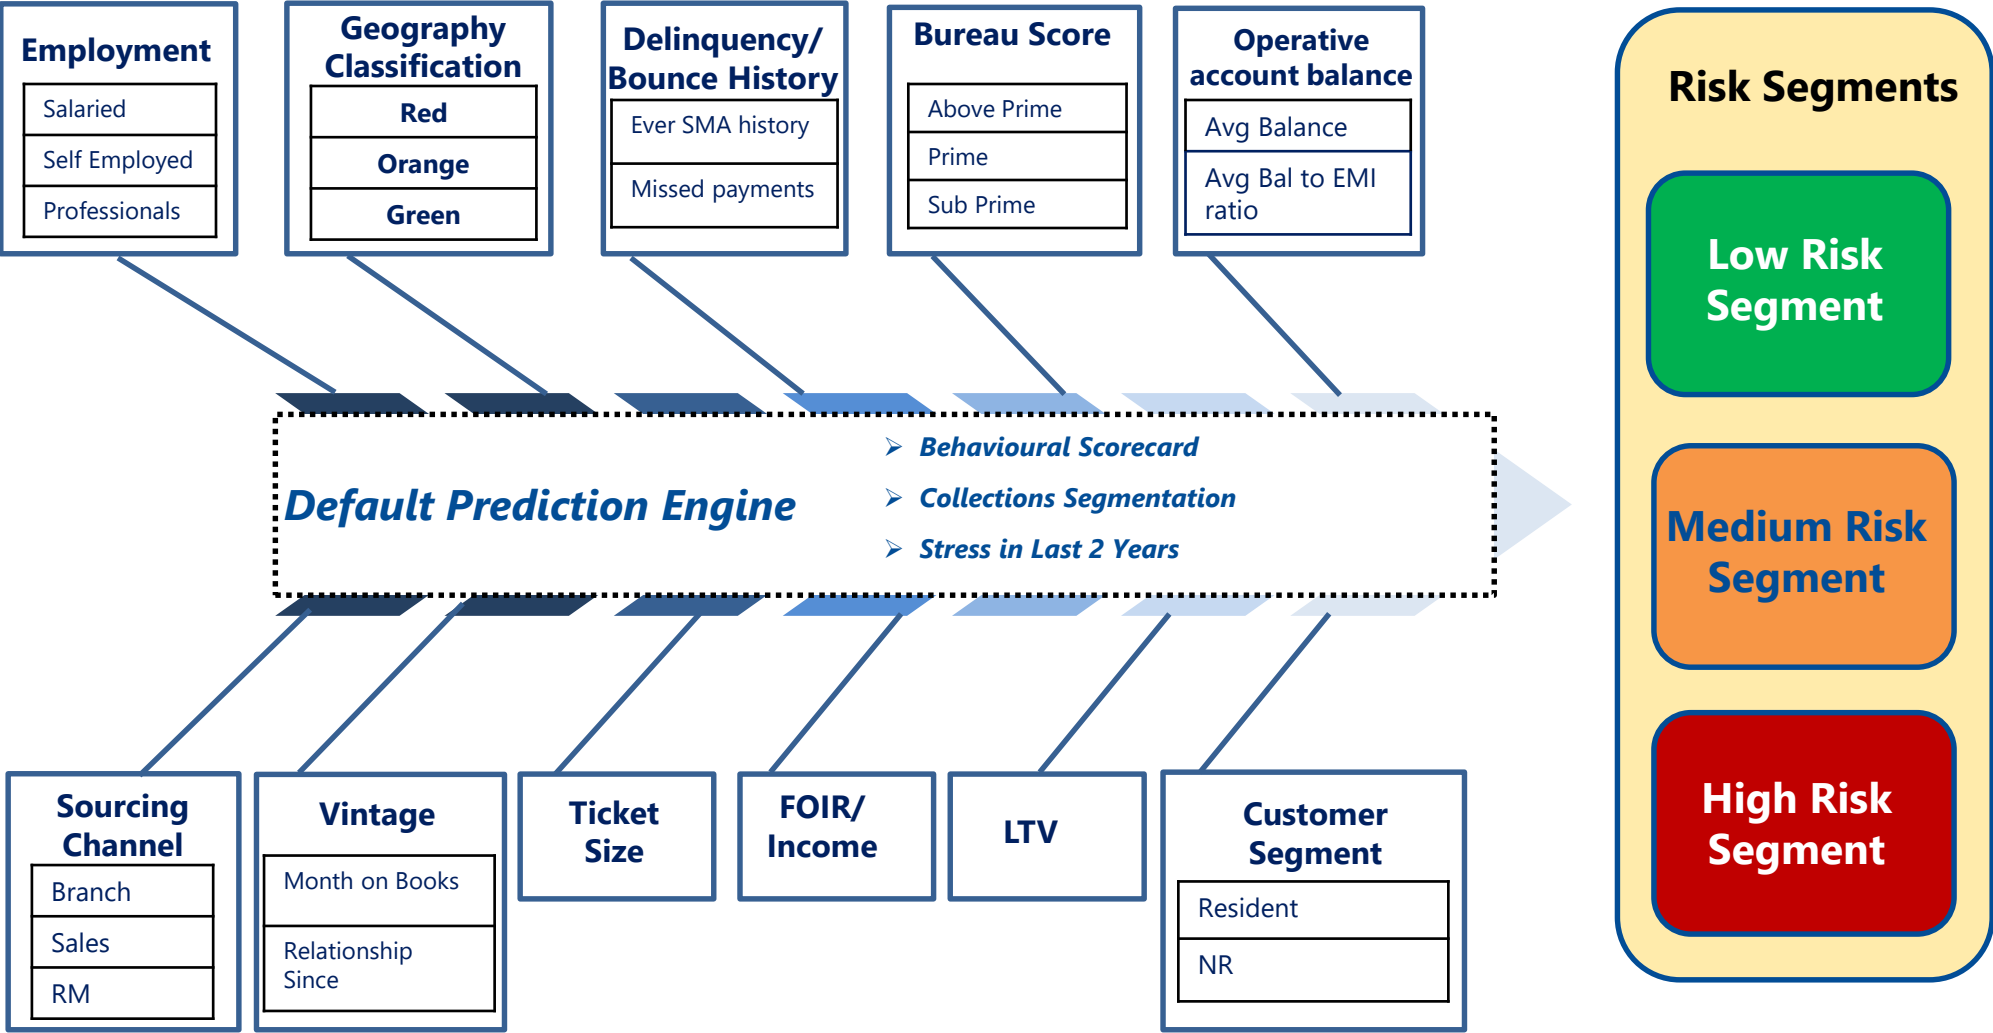 Employment
Salaried
Self Employed
Professionals
Geography
Classification
Red
Orange
Green
Delinquency/
Bounce History
Ever SMA history
Missed payments
Bureau Score
Above Prime
Prime
Sub Prime
Operative
account balance
Avg Balance
Avg Bal to EMI
ratio
Default Prediction Engine
➢ Behavioural Scorecard
➢ Collections Segmentation
➢ Stress in Last 2 Years
Sourcing
Channel
Branch
Sales
RM
Vintage
Month on Books
Relationship
Since
Ticket
Size
FOIR/
Income
LTV
Customer
Segment
Resident
NR
Risk Segments
Low Risk
Segment
Medium Risk
Segment
High Risk
Segment